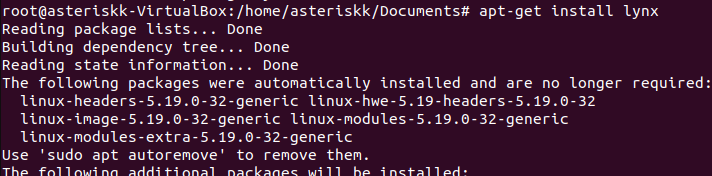 root@asteriskk-VirtualBox:/home/asteriskk/Documents# apt-get install lynx
Reading package lists... Done
Building dependency tree... Done
Reading state information... Done
The following packages were automatically installed and are no longer required:
  linux-headers-5.19.0-32-generic linux-hwe-5.19-headers-5.19.0-32
  linux-image-5.19.0-32-generic linux-modules-5.19.0-32-generic
  linux-modules-extra-5.19.0-32-generic
Use 'sudo apt autoremove' to remove them.
The following additional packages will be installed: